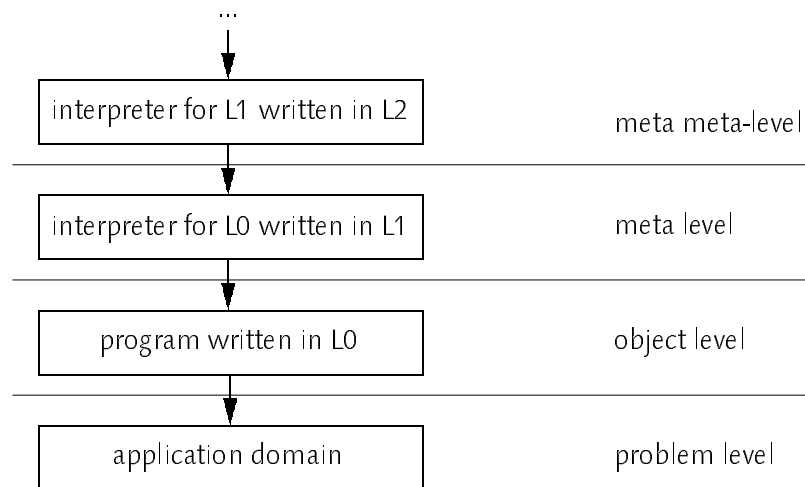 ...
interpreter for L1 written in L2
meta meta-level
interpreter for L0 written in L1
meta level
program written in L0
object level
application domain
problem level